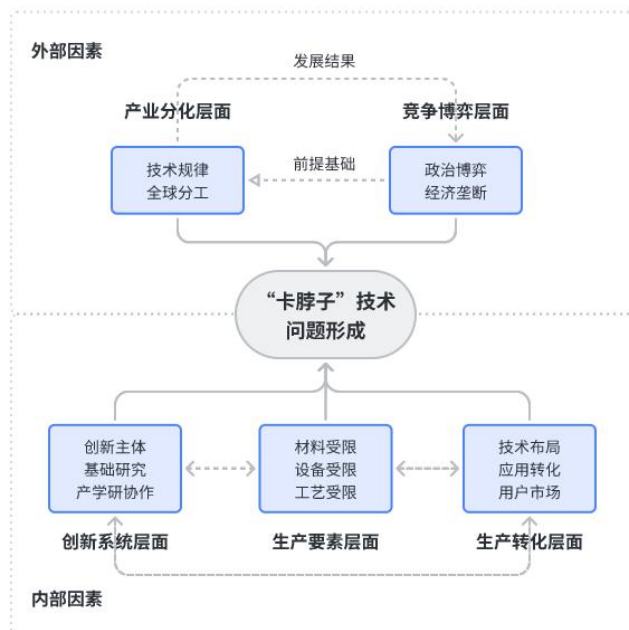 外部因素
发展结果
产业分化层面
竞争博弈层面
技术规律
全球分工
前提基础
政治博弈
经济垄断
“卡脖子”技术
问题形成
创新主体
基础研究
产学研协作
材料受限
设备受限
工艺受限
技术布局
应用转化
用户市场
创新系统层面
生产要素层面
生产转化层面
内部因素